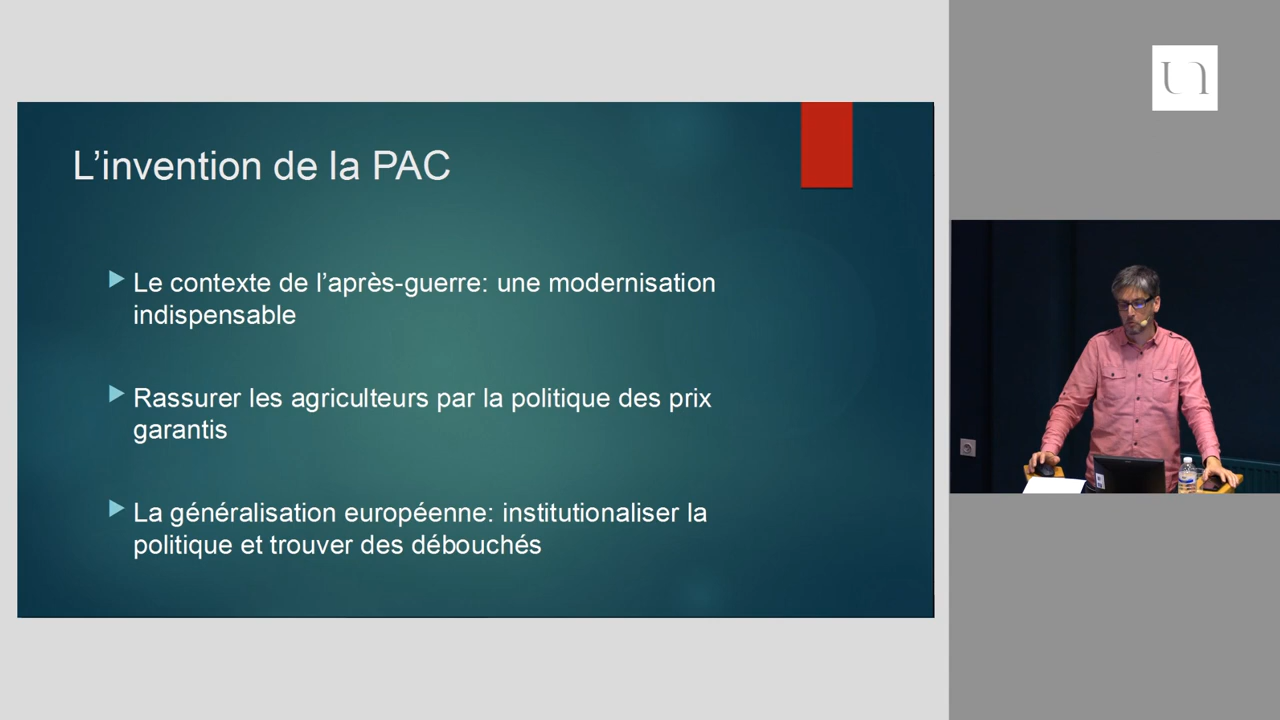 L’invention de la PAC
Le contexte de l’après-guerre: une modernisation
indispensable
Rassurer les agriculteurs par la politique des prix
garantis
La généralisation européenne: institutionaliser la
politique et trouver des débouchés
un